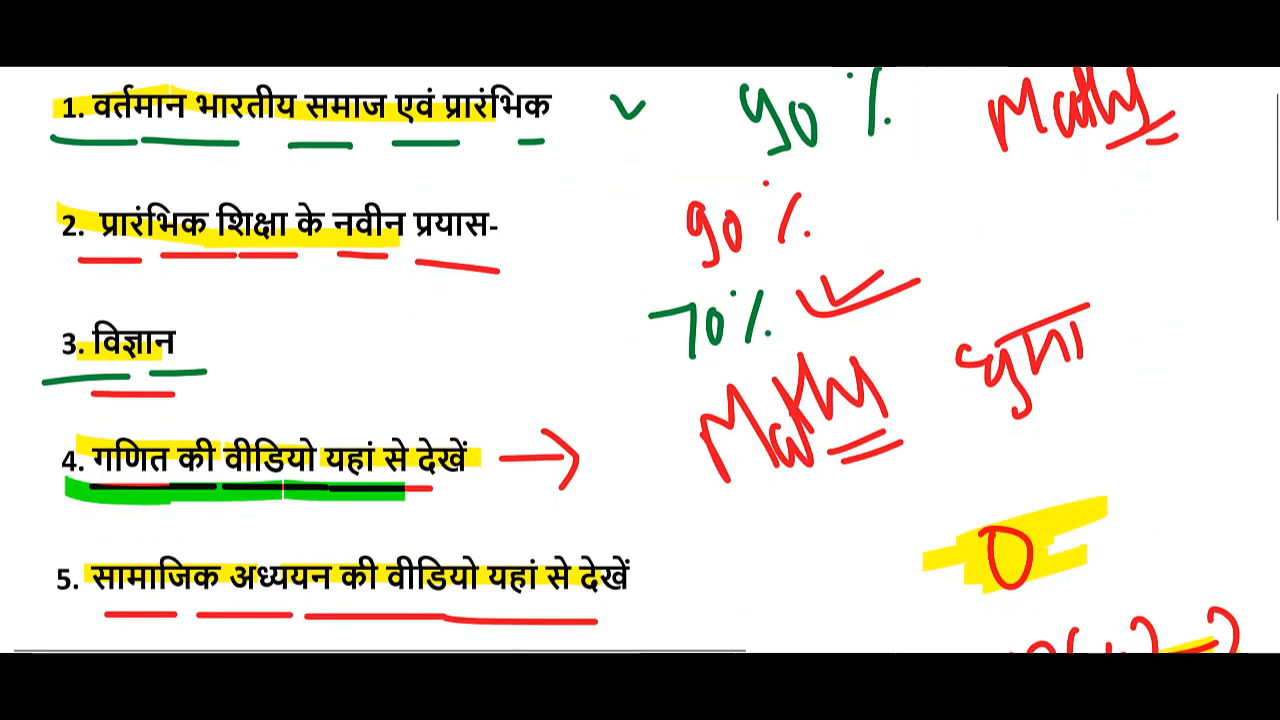 1. वर्तमान भारतीय समाज एवं प्रारंभिक
90%
Maths
2. प्रारंभिक शिक्षा के नवीन प्रयास-
90%
70%
3. विज्ञान
Maths
घुमा
4. गणित की वीडियो यहां से देखें
0
5. सामाजिक अध्ययन की वीडियो यहां से देखें